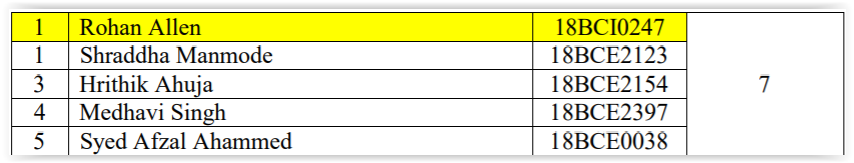 1 Rohan Allen 18BCI0247
1 Shraddha Manmode 18BCE2123
3 Hrithik Ahuja 18BCE2154 7
4 Medhavi Singh 18BCE2397
5 Syed Afzal Ahammed 18BCE0038